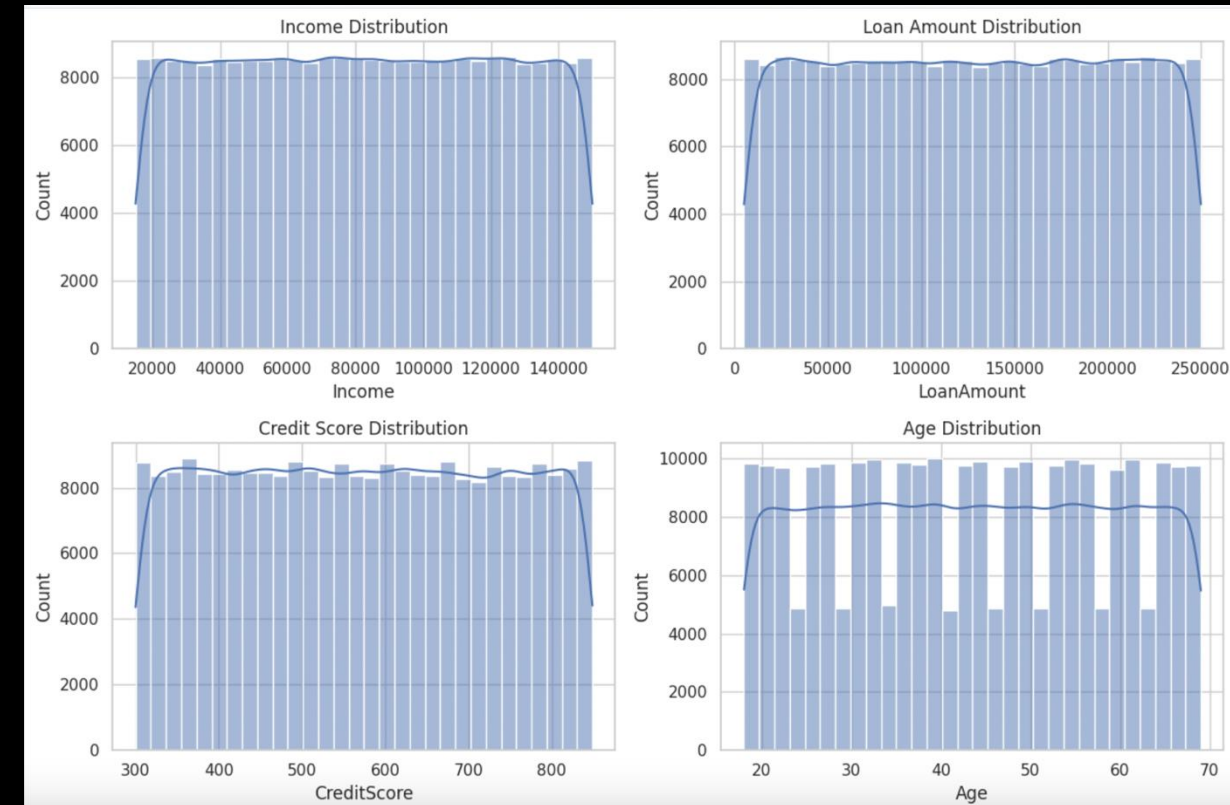 Income Distribution
8000
6000
4000
2000
0
Count
20000 40000 60000 80000 100000 120000 140000
Income
Loan Amount Distribution
8000
6000
4000
2000
0
Count
0 50000 100000 150000 200000 250000
LoanAmount
Credit Score Distribution
8000
6000
4000
2000
0
Count
300 400 500 600 700 800
CreditScore
Age Distribution
10000
8000
6000
4000
2000
0
Count
20 30 40 50 60 70
Age